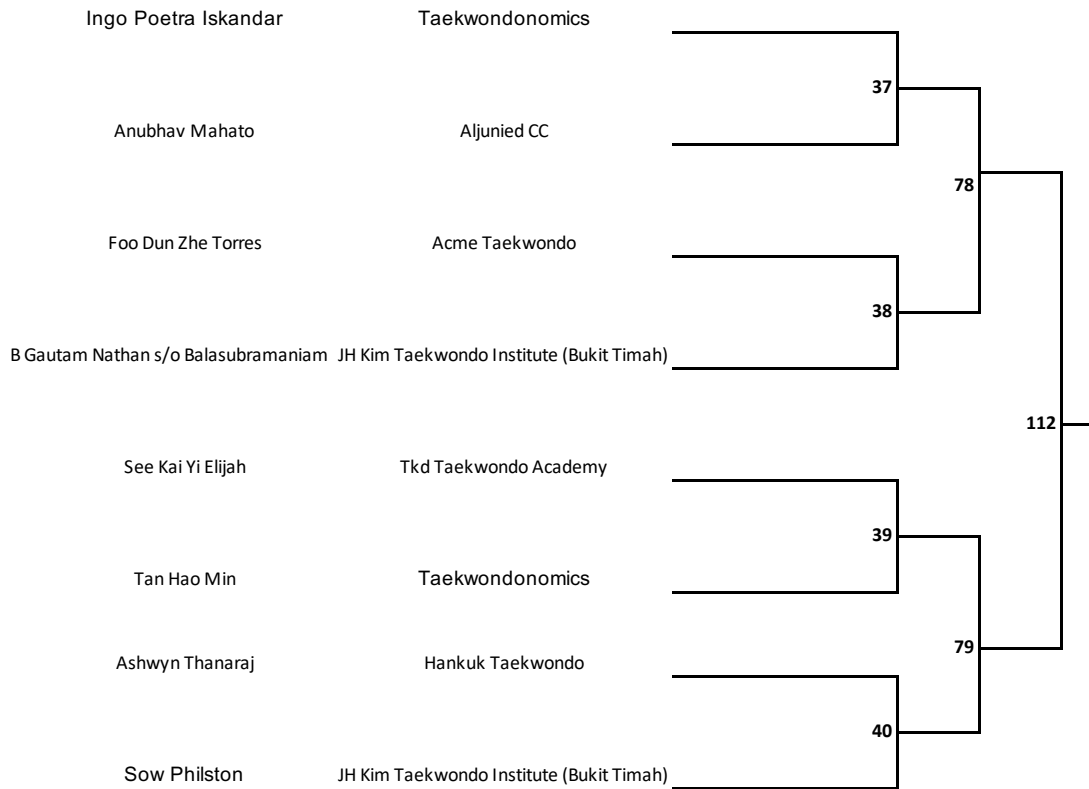 Ingo Poetra Iskandar Taekwondonomics
37
Anubhav Mahato Aljunied CC
78
Foo Dun Zhe Torres Acme Taekwondo
38
B Gautam Nathan s/o Balasubramaniam JH Kim Taekwondo Institute (Bukit Timah)
112
See Kai Yi Elijah Tkd Taekwondo Academy
39
Tan Hao Min Taekwondonomics
79
Ashwyn Thanaraj Hankuk Taekwondo
40
Sow Philston JH Kim Taekwondo Institute (Bukit Timah)